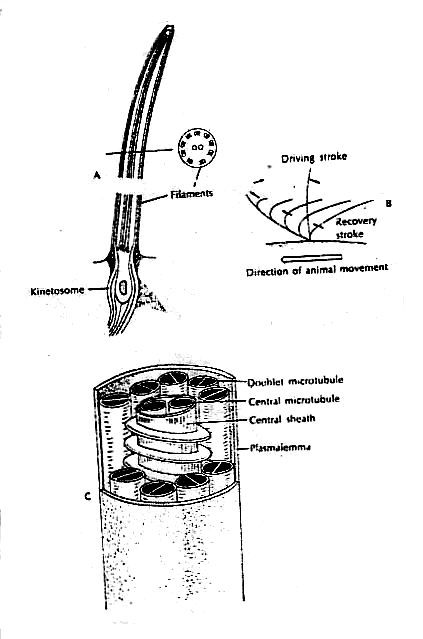 A
Filaments
Kinetosome
Driving stroke
B
Recovery
stroke
Direction of animal movement
Doublet microtubule
Central microtubule
Central sheath
Plasmalemma
C